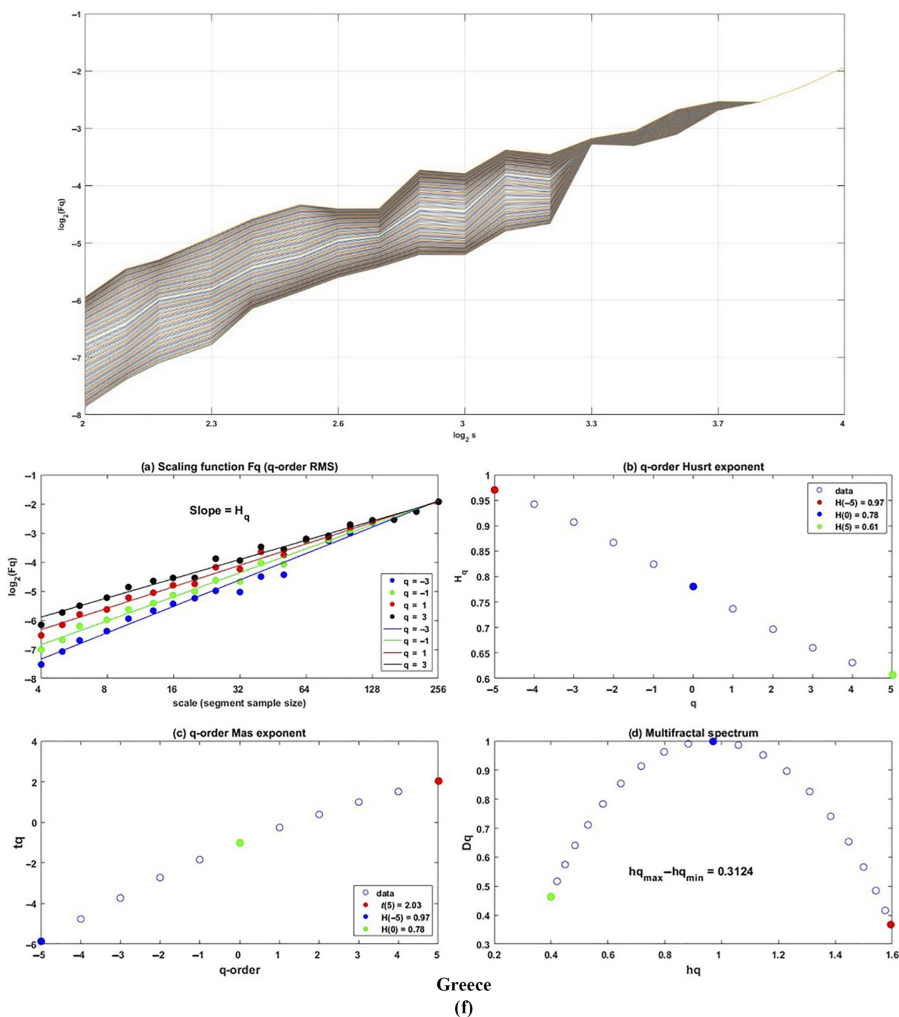 −1
−2
−3
−4
−5
−6
−7
−8
log₂(Fq)
2 2.3 2.6 3 3.3 3.7 4
log₂ s
(a) Scaling function Fq (q-order RMS)
−1
−2
−3
−4
−5
−6
−7
−8
log₂(Fq)
Slope = Hq
q = −3
q = −1
q = 1
q = 3
q = −3
q = −1
q = 1
q = 3
4 8 16 32 64 128 256
scale (segment sample size)
(b) q-order Husrt exponent
1
0.95
0.9
0.85
0.8
0.75
0.7
0.65
0.6
Hq
data
H(−5) = 0.97
H(0) = 0.78
H(5) = 0.61
−5 −4 −3 −2 −1 0 1 2 3 4 5
q
(c) q-order Mas exponent
4
2
0
−2
−4
−6
tq
data
t(5) = 2.03
H(−5) = 0.97
H(0) = 0.78
−5 −4 −3 −2 −1 0 1 2 3 4 5
q-order
(d) Multifractal spectrum
1
0.9
0.8
0.7
0.6
0.5
0.4
0.3
Dq
hqmax−hqmin = 0.3124
0.2 0.4 0.6 0.8 1 1.2 1.4 1.6
hq
Greece
(f)